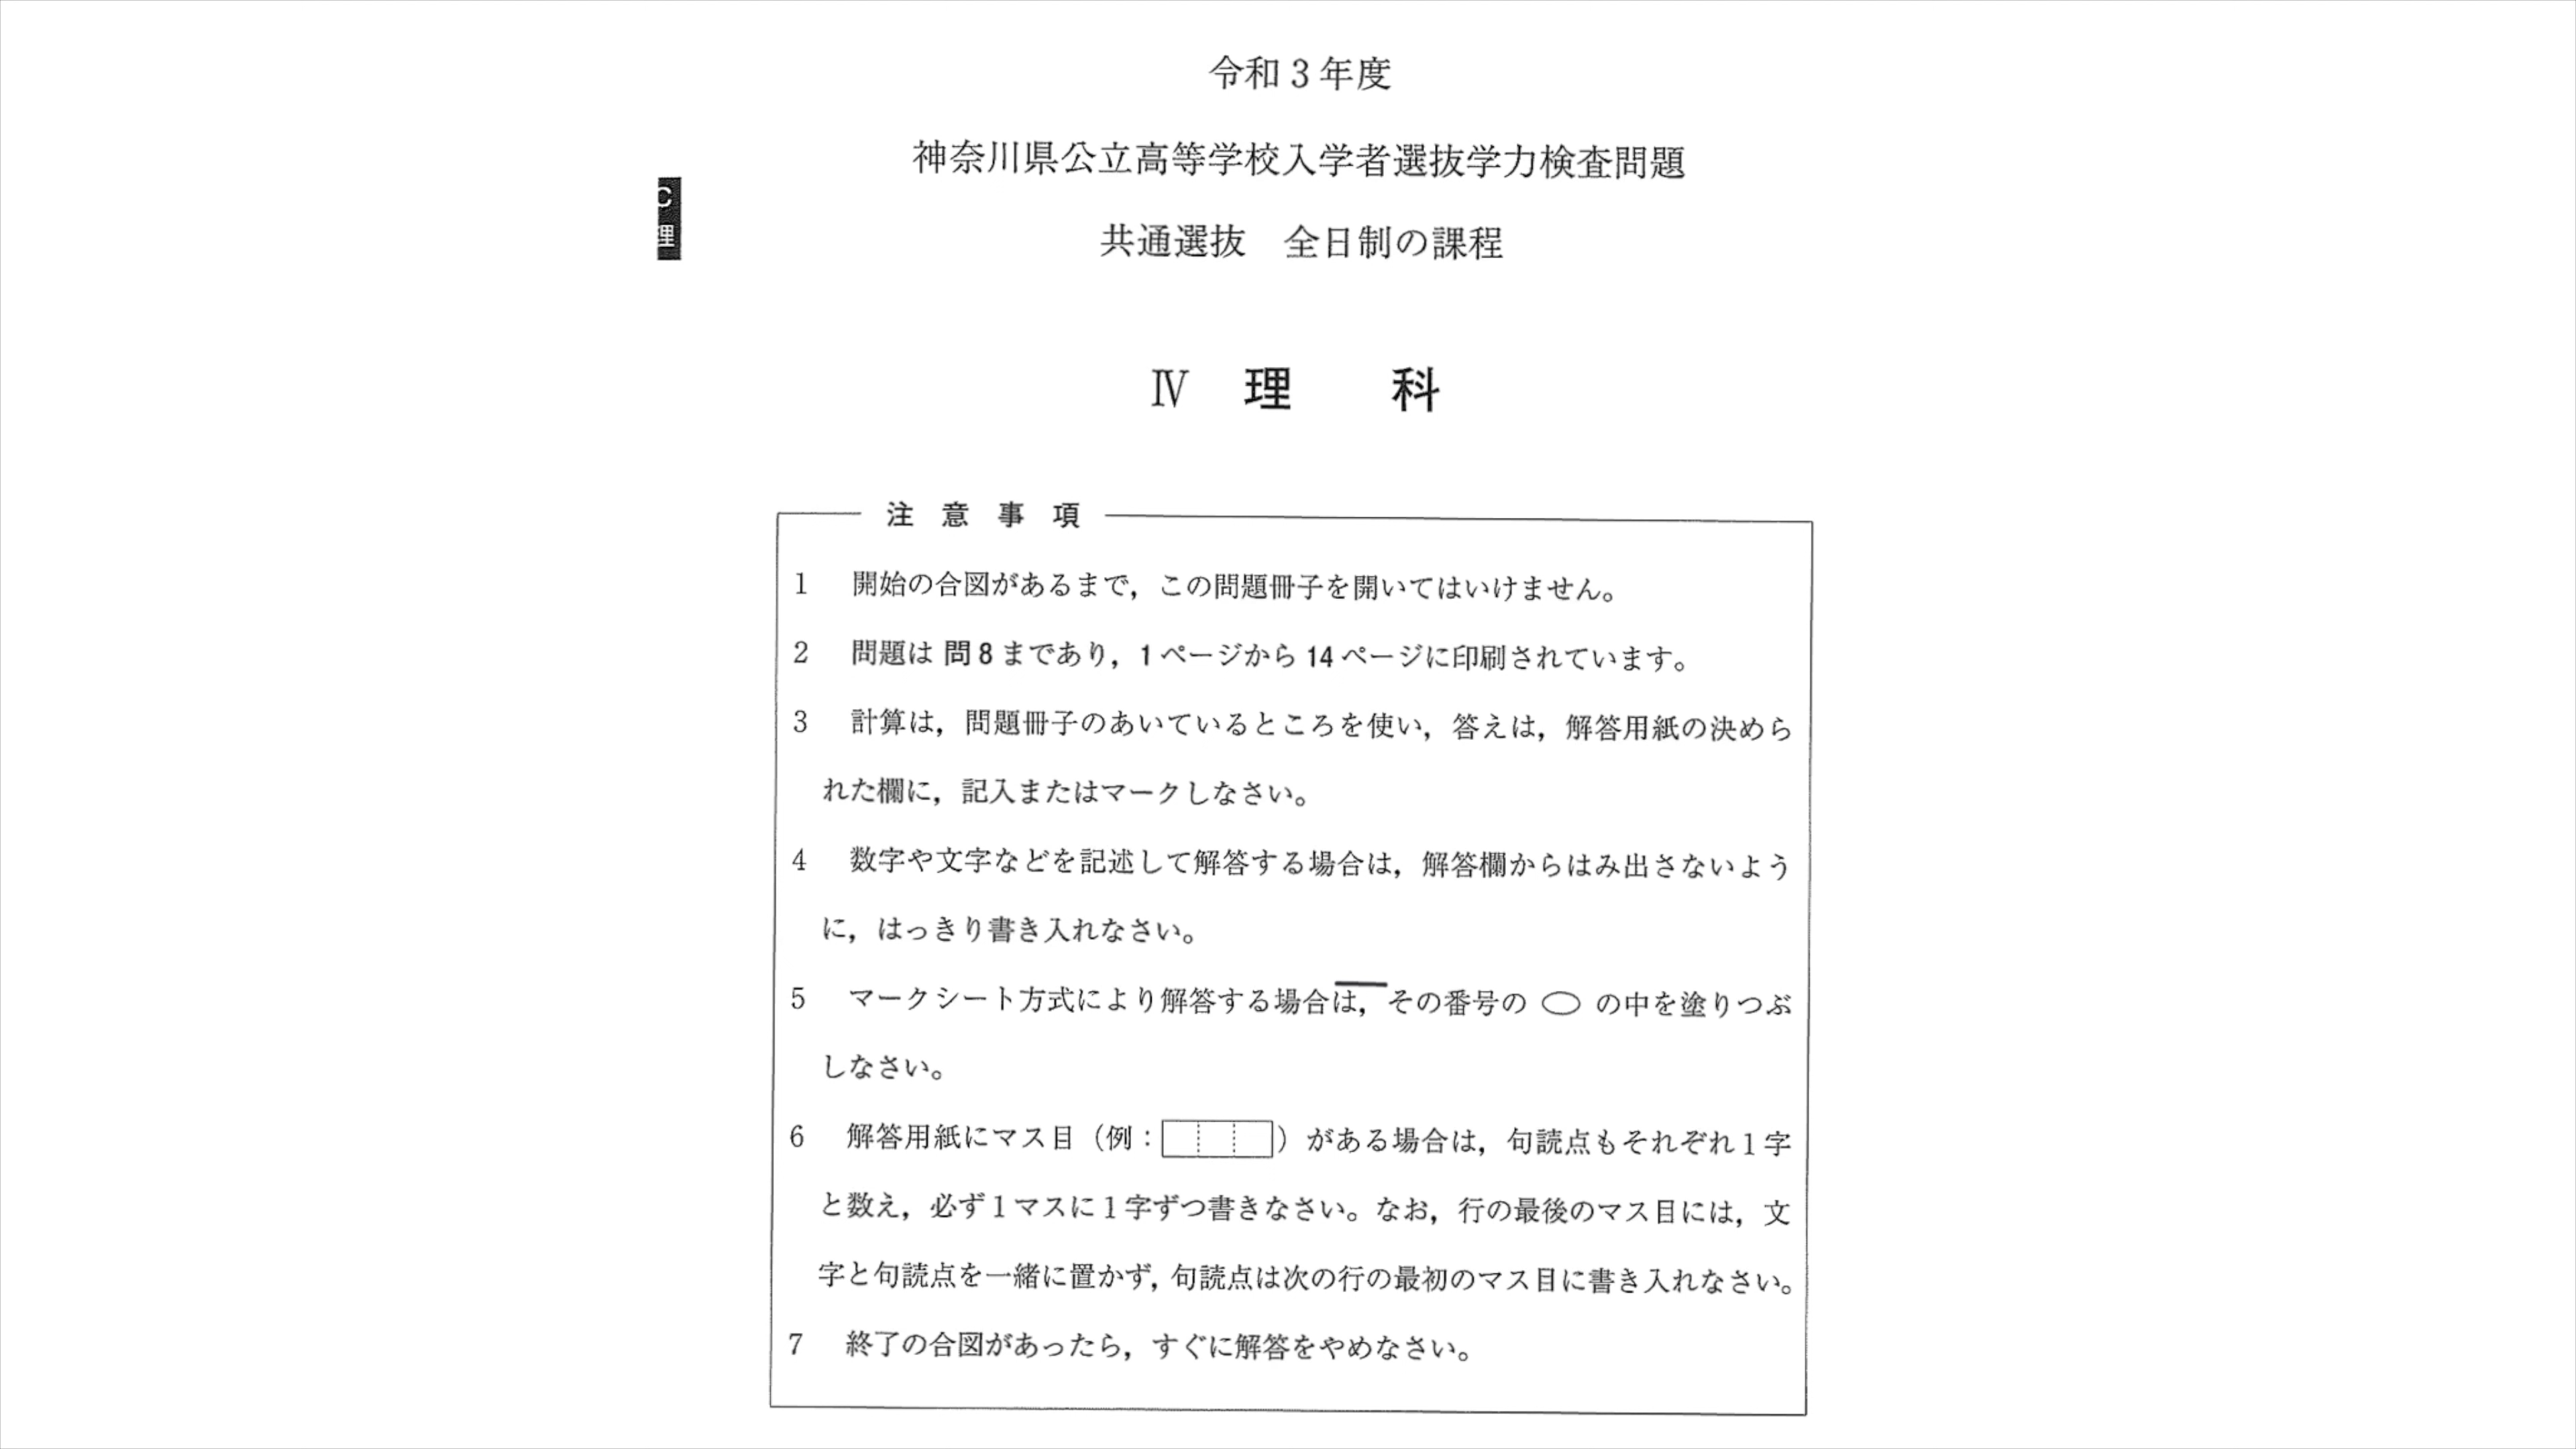 令和3年度
神奈川県公立高等学校入学者選抜学力検査問題
C
理
共通選抜　全日制の課程
Ⅳ　理　科
注 意 事 項
1　開始の合図があるまで，この問題冊子を開いてはいけません。
2　問題は 問8 まであり，1 ページから 14 ページに印刷されています。
3　計算は，問題冊子のあいているところを使い，答えは，解答用紙の決めら
れた欄に，記入またはマークしなさい。
4　数字や文字などを記述して解答する場合は，解答欄からはみ出さないよう
に，はっきり書き入れなさい。
5　マークシート方式により解答する場合は，その番号の ○ の中を塗りつぶ
しなさい。
6　解答用紙にマス目（例：　　　）がある場合は，句読点もそれぞれ1字
と数え，必ず1マスに1字ずつ書きなさい。なお，行の最後のマス目には，文
字と句読点を一緒に置かず，句読点は次の行の最初のマス目に書き入れなさい。
7　終了の合図があったら，すぐに解答をやめなさい。